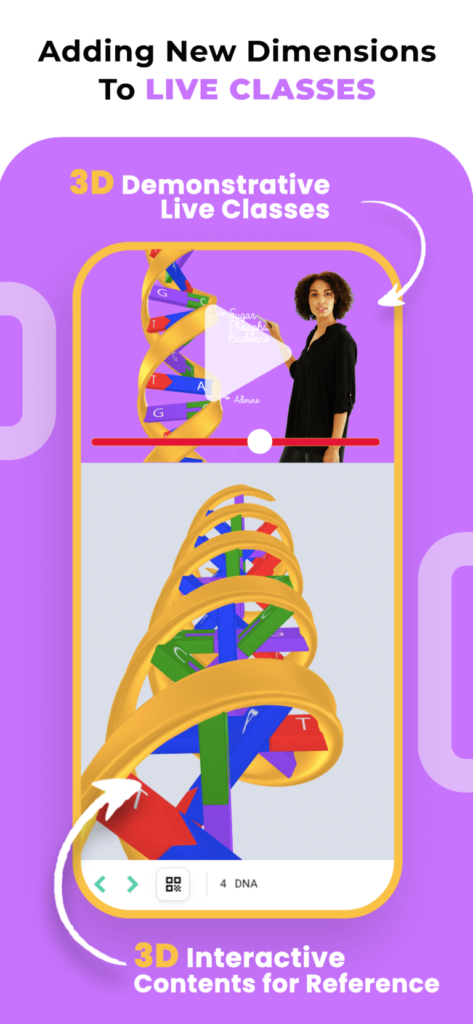 Adding New Dimensions
To LIVE CLASSES
3D Demonstrative
Live Classes
G C
T
Sugar
Phospho
Backbone
T A
Adenine
G
C
T
T
4 DNA
3D Interactive
Contents for Reference